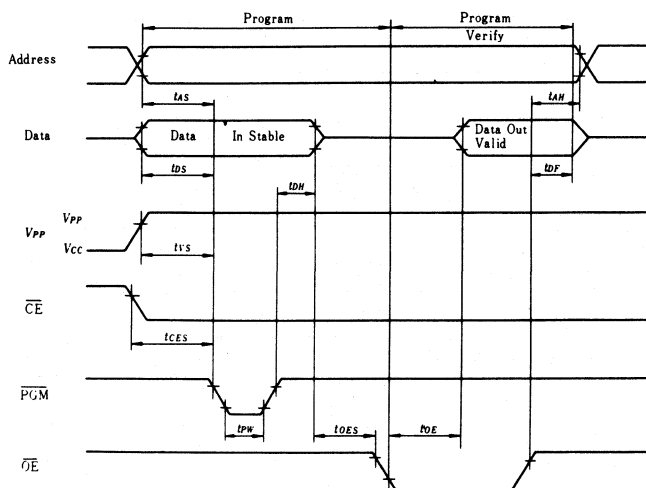 Program Program
Verify
Address
tAS tAH
Data Data In Stable Data Out
Valid
tDS tDF
tDH
VPP VPP
VCC
tVS
CE
tCES
PGM
tPW
tOES tOE
OE